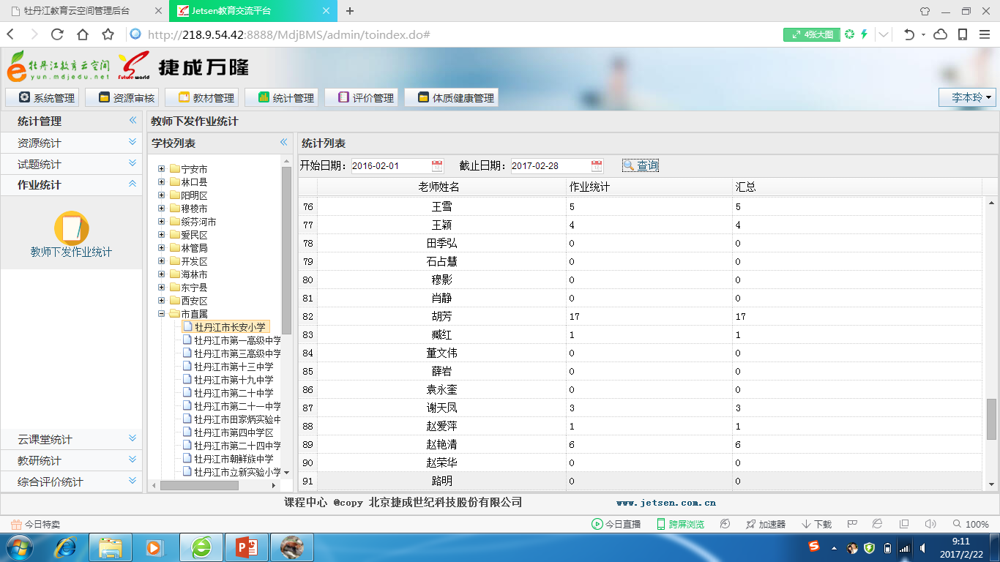 牡丹江教育云空间管理后台
Jetsen教育交流平台
http://218.9.54.42:8888/MdjBMS/admin/toindex.do#
4张大图
牡丹江教育云空间
yun.mdjedu.net
Future world
捷成万隆
系统管理 资源审核 教材管理 统计管理 评价管理 体质健康管理 李本玲
统计管理
资源统计
试题统计
作业统计
教师下发作业统计
云课堂统计
教研统计
综合评价统计
教师下发作业统计
学校列表
宁安市
林口县
阳明区
穆棱市
绥芬河市
爱民区
林管局
开发区
海林市
东宁县
西安区
市直属
牡丹江市长安小学
牡丹江市第一高级中学
牡丹江市第三高级中学
牡丹江市第十三中学
牡丹江市第十九中学
牡丹江市第二十中学
牡丹江市第二十一中学
牡丹江市田家炳实验中
牡丹江市第四中学区
牡丹江市第二十四中学
牡丹江市朝鲜族中学
牡丹江市立新实验小学
统计列表
开始日期: 2016-02-01 截止日期: 2017-02-28 查询
老师姓名 作业统计 汇总
76 王雪 5 5
77 王颖 4 4
78 田季弘 0 0
79 石占慧 0 0
80 穆影 0 0
81 肖静 0 0
82 胡芳 17 17
83 臧红 1 1
84 董文伟 0 0
85 薛岩 0 0
86 袁永奎 0 0
87 谢天凤 3 3
88 赵爱萍 1 1
89 赵艳清 6 6
90 赵荣华 0 0
91 路明 0 0
课程中心 @copy 北京捷成世纪科技股份有限公司 www.jetsen.com.cn
今日特卖 今日直播 跨屏浏览 加速器 下载 100%
9:11
2017/2/22